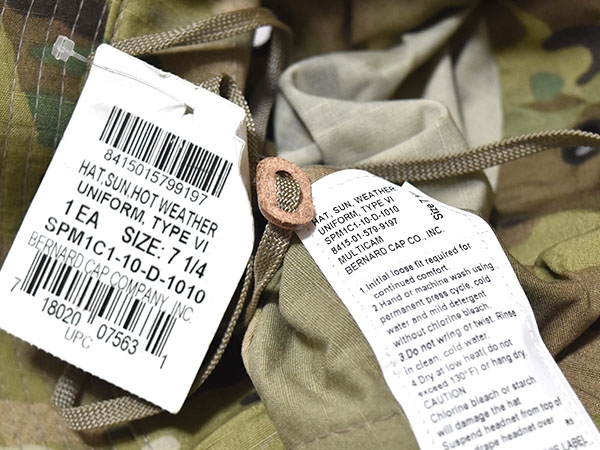 8415015799197
HAT,SUN,HOT WEATHER
UNIFORM, TYPE VI
1 EA SIZE: 7 1/4
SPM1C1-10-D-1010
BERNARD CAP COMPANY, INC.
7 18020 07563 1
UPC
HAT, SUN, WEATHER
UNIFORM, TYPE VI
SPM1C1-10-D-1010
8415-01-579-9197
MULTICAM
BERNARD CAP CO., INC.
1. Initial loose fit required for
continued comfort.
2. Hand or machine wash using
permanent press cycle, cold
water and mild detergent
without chlorine bleach.
3. Do not wring or twist. Rinse
in clean, cold water.
4 Dry at low heat( do not
exceed 130°F) or hang dry.
CAUTION
Chlorine bleach or starch
will damage the hat
Suspend headnet from top of
drape headnet over
LABEL